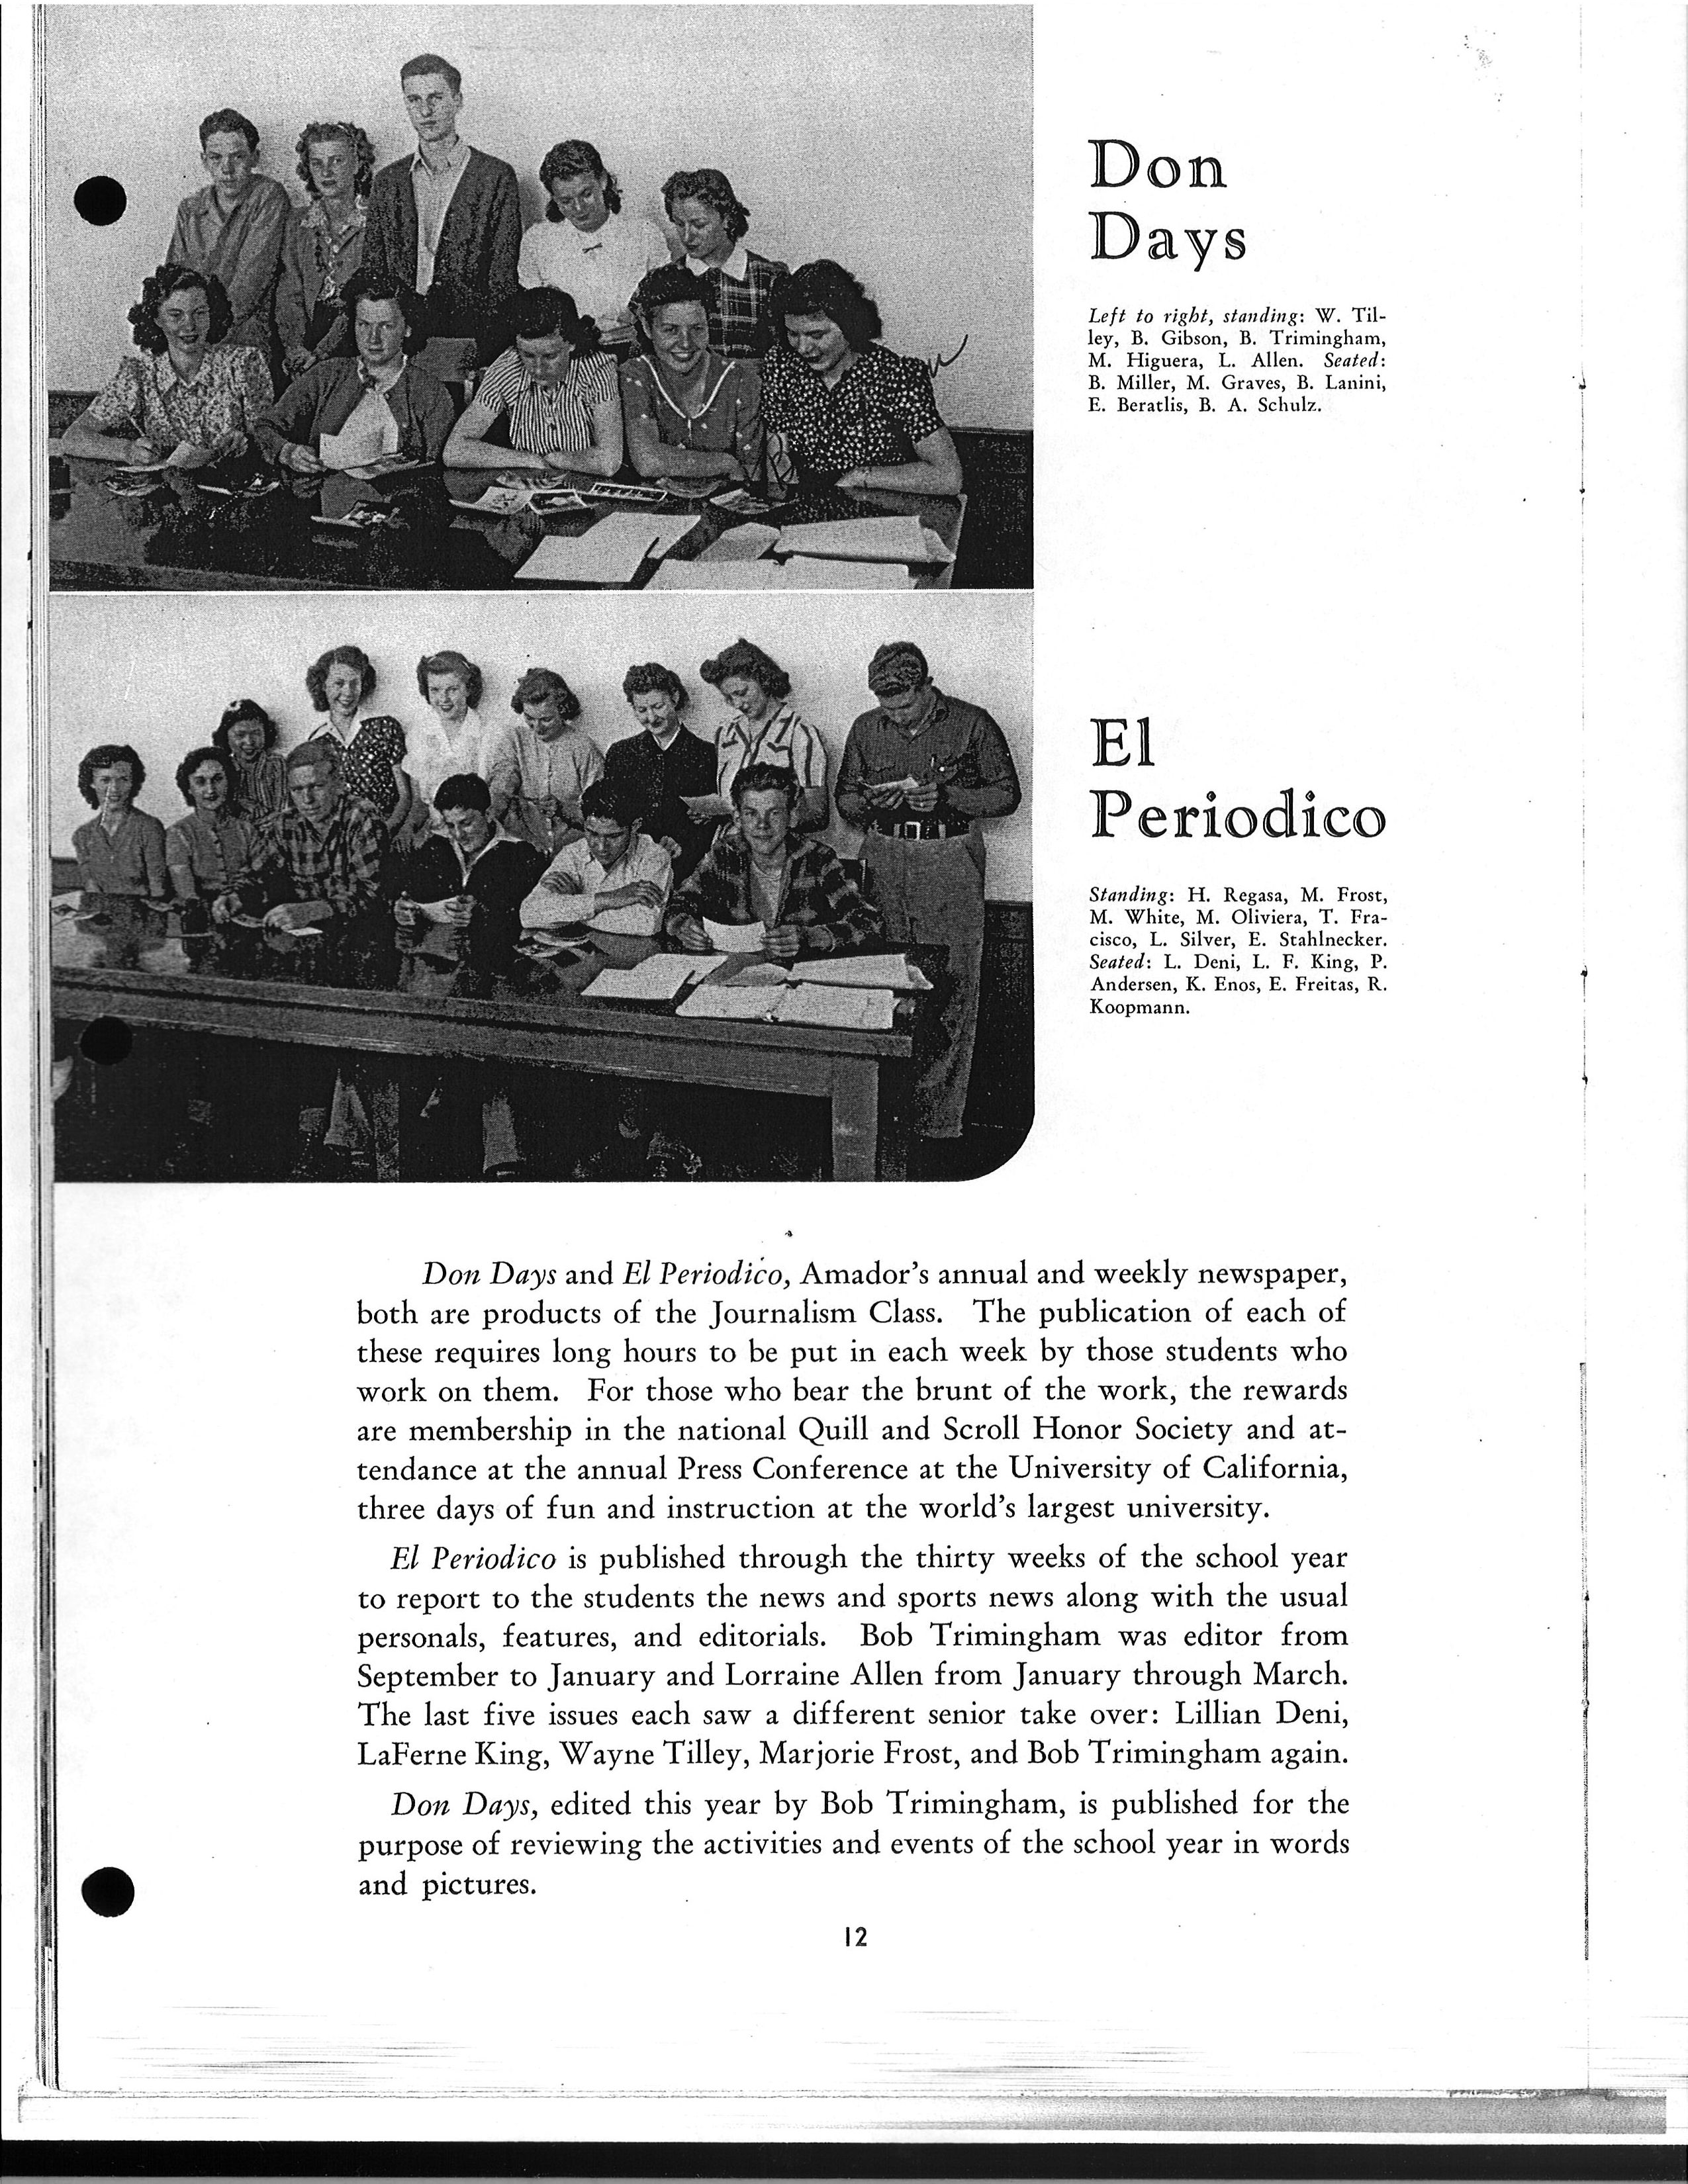 Don
Days
Left to right, standing: W. Til-
ley, B. Gibson, B. Trimingham,
M. Higuera, L. Allen. Seated:
B. Miller, M. Graves, B. Lanini,
E. Beratlis, B. A. Schulz.
El
Periodico
Standing: H. Regasa, M. Frost,
M. White, M. Oliviera, T. Fra-
cisco, L. Silver, E. Stahlnecker.
Seated: L. Deni, L. F. King, P.
Andersen, K. Enos, E. Freitas, R.
Koopmann.
Don Days and El Periodico, Amador's annual and weekly newspaper,
both are products of the Journalism Class. The publication of each of
these requires long hours to be put in each week by those students who
work on them. For those who bear the brunt of the work, the rewards
are membership in the national Quill and Scroll Honor Society and at-
tendance at the annual Press Conference at the University of California,
three days of fun and instruction at the world's largest university.
El Periodico is published through the thirty weeks of the school year
to report to the students the news and sports news along with the usual
personals, features, and editorials. Bob Trimingham was editor from
September to January and Lorraine Allen from January through March.
The last five issues each saw a different senior take over: Lillian Deni,
LaFerne King, Wayne Tilley, Marjorie Frost, and Bob Trimingham again.
Don Days, edited this year by Bob Trimingham, is published for the
purpose of reviewing the activities and events of the school year in words
and pictures.
12